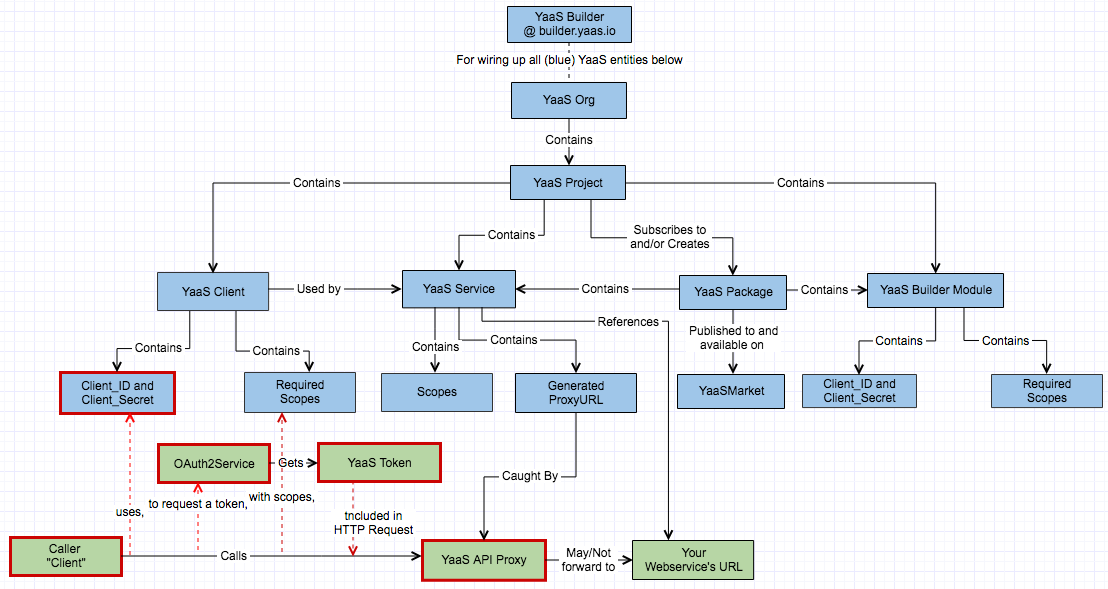 YaaS Builder
@ builder.yaas.io
For wiring up all (blue) YaaS entities below
YaaS Org
Contains
YaaS Project
Contains
Contains
Contains
Subscribes to
and/or Creates
YaaS Client
Used by
YaaS Service
Contains
YaaS Package
Contains
YaaS Builder Module
References
Contains
Contains
Contains
Contains
Published to and
available on
Contains
Contains
Client_ID and
Client_Secret
Required
Scopes
Scopes
Generated
ProxyURL
YaaSMarket
Client_ID and
Client_Secret
Required
Scopes
OAuth2Service
Gets
YaaS Token
Caught By
uses,
to request a token,
with scopes,
Included in
HTTP Request
Caller
"Client"
Calls
YaaS API Proxy
May/Not
forward to
Your
Webservice's URL